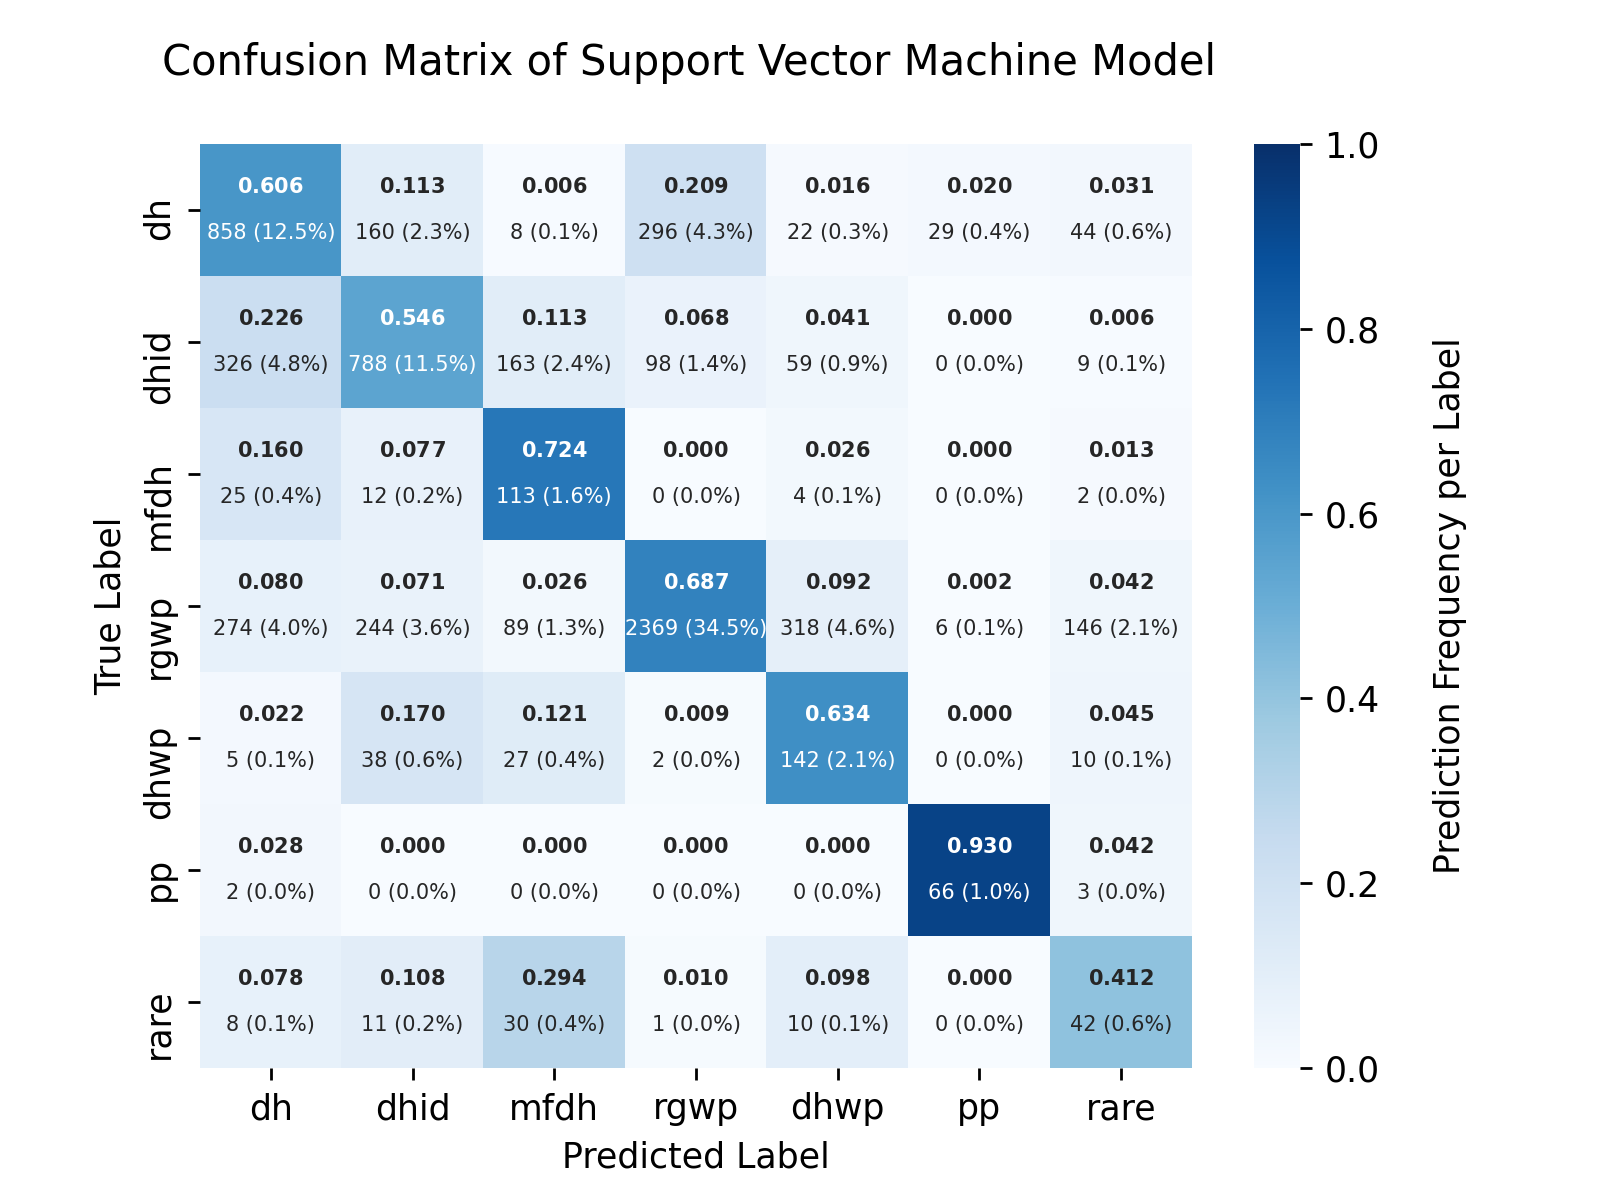 Confusion Matrix of Support Vector Machine Model
0.606 0.113 0.006 0.209 0.016 0.020 0.031
858 (12.5%) 160 (2.3%) 8 (0.1%) 296 (4.3%) 22 (0.3%) 29 (0.4%) 44 (0.6%)
dh
0.226 0.546 0.113 0.068 0.041 0.000 0.006
326 (4.8%) 788 (11.5%) 163 (2.4%) 98 (1.4%) 59 (0.9%) 0 (0.0%) 9 (0.1%)
dhid
0.160 0.077 0.724 0.000 0.026 0.000 0.013
25 (0.4%) 12 (0.2%) 113 (1.6%) 0 (0.0%) 4 (0.1%) 0 (0.0%) 2 (0.0%)
mfdh
0.080 0.071 0.026 0.687 0.092 0.002 0.042
274 (4.0%) 244 (3.6%) 89 (1.3%) 2369 (34.5%) 318 (4.6%) 6 (0.1%) 146 (2.1%)
rgwp
0.022 0.170 0.121 0.009 0.634 0.000 0.045
5 (0.1%) 38 (0.6%) 27 (0.4%) 2 (0.0%) 142 (2.1%) 0 (0.0%) 10 (0.1%)
dhwp
0.028 0.000 0.000 0.000 0.000 0.930 0.042
2 (0.0%) 0 (0.0%) 0 (0.0%) 0 (0.0%) 0 (0.0%) 66 (1.0%) 3 (0.0%)
pp
0.078 0.108 0.294 0.010 0.098 0.000 0.412
8 (0.1%) 11 (0.2%) 30 (0.4%) 1 (0.0%) 10 (0.1%) 0 (0.0%) 42 (0.6%)
rare
True Label
dh dhid mfdh rgwp dhwp pp rare
Predicted Label
1.0
0.8
0.6
0.4
0.2
0.0
Prediction Frequency per Label